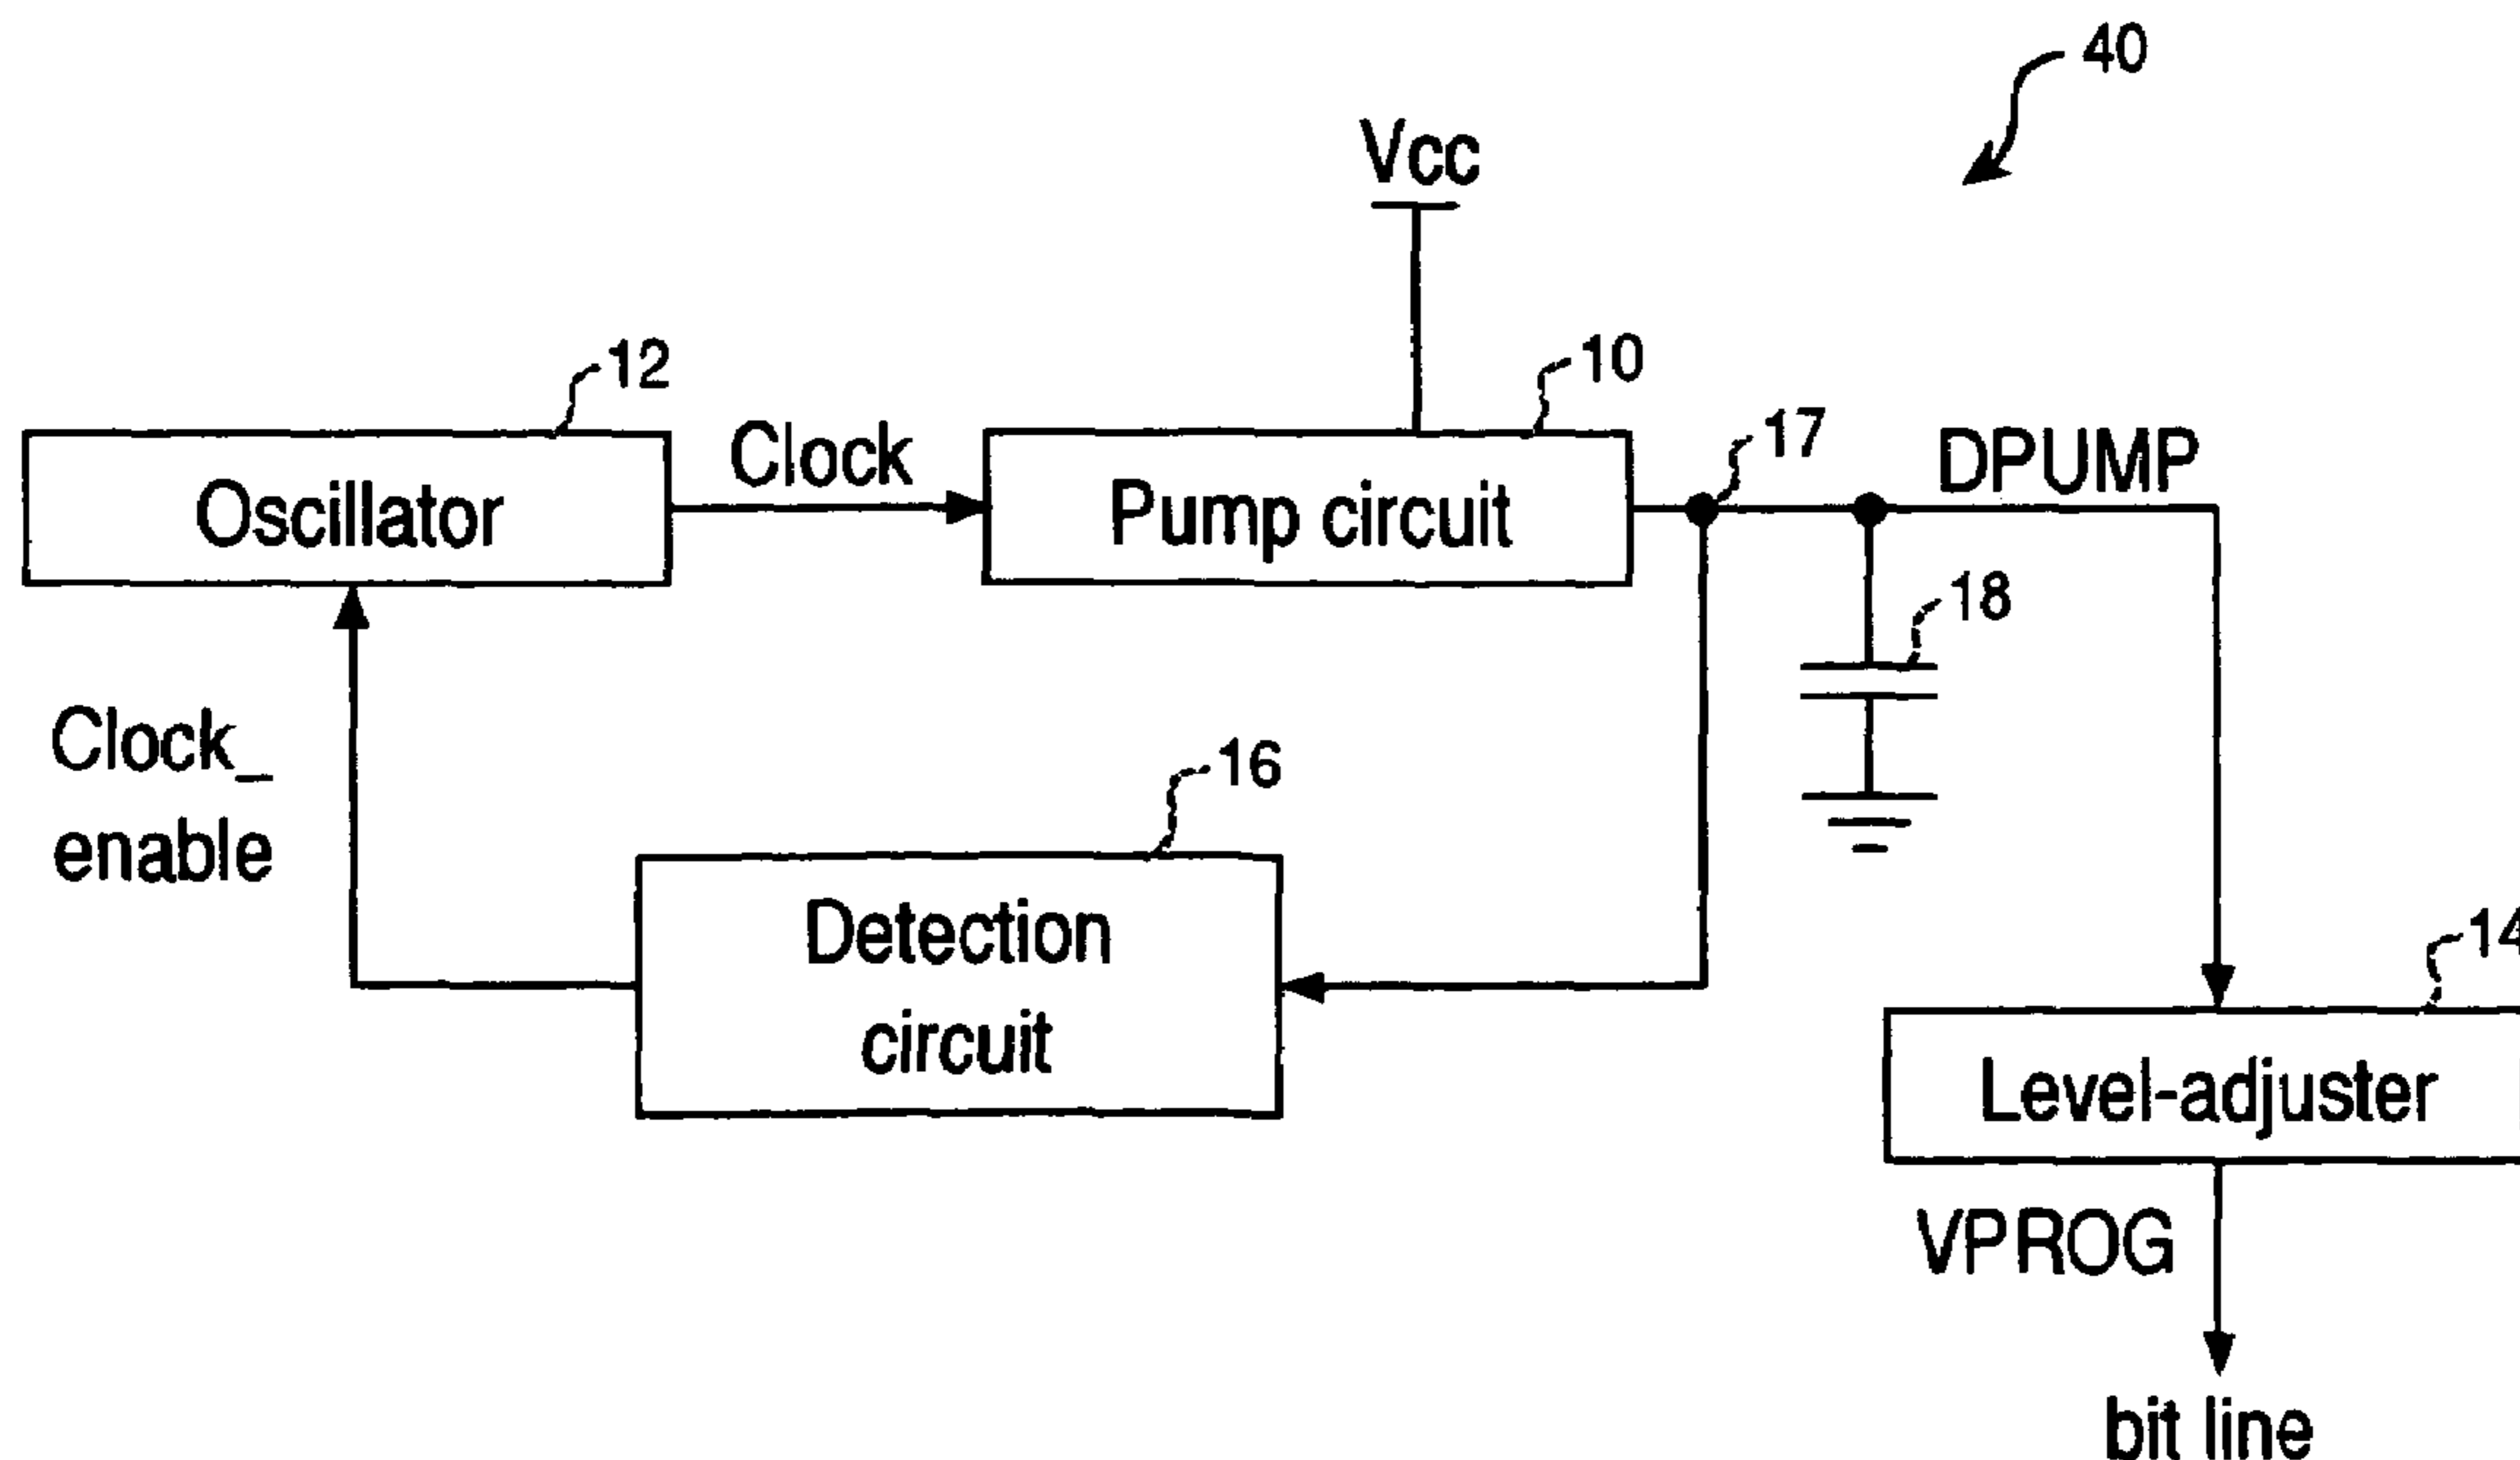 40
Vcc
12
10
17
Clock
DPUMP
Oscillator
Pump circuit
18
Clock_
enable
16
Detection
circuit
14
Level-adjuster
VPROG
bit line